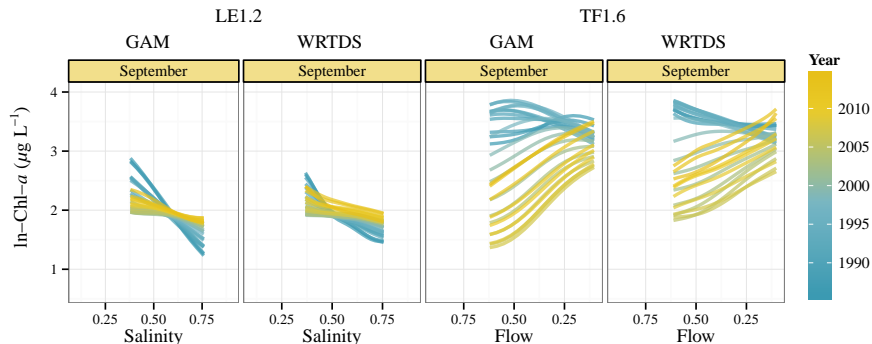 LE1.2 TF1.6
GAM WRTDS GAM WRTDS
September September September September
ln−Chl−a (μg L−1)
4
3
2
1
0.25 0.50 0.75 0.25 0.50 0.75 0.75 0.50 0.25 0.75 0.50 0.25
Salinity Salinity Flow Flow
Year
2010
2005
2000
1995
1990